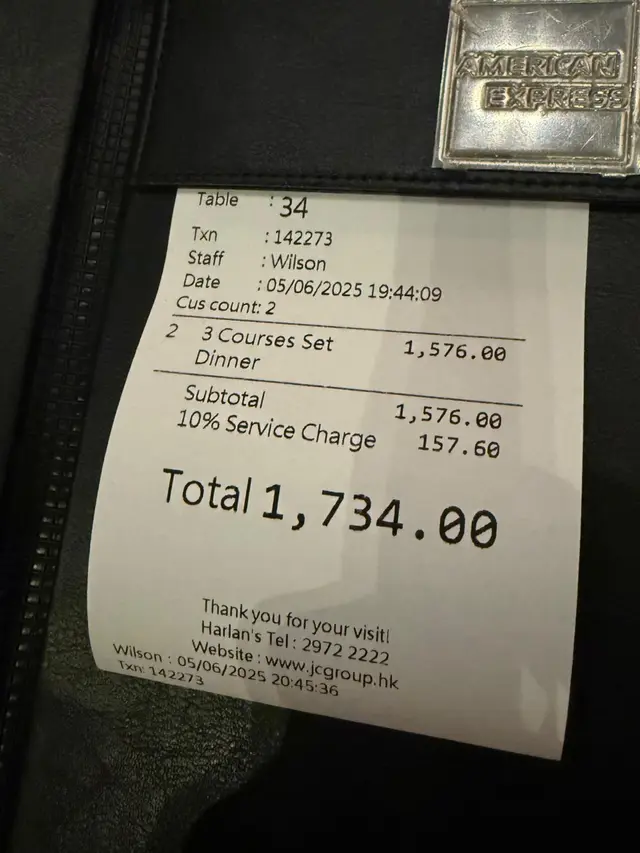 AMERICAN
EXPRESS
Table : 34
Txn : 142273
Staff : Wilson
Date : 05/06/2025 19:44:09
Cus count: 2
2 3 Courses Set 1,576.00
Dinner
Subtotal 1,576.00
10% Service Charge 157.60
Total 1,734.00
Thank you for your visit!
Harlan's Tel : 2972 2222
Website : www.jcgroup.hk
Wilson : 05/06/2025 20:45:36
Txn: 142273